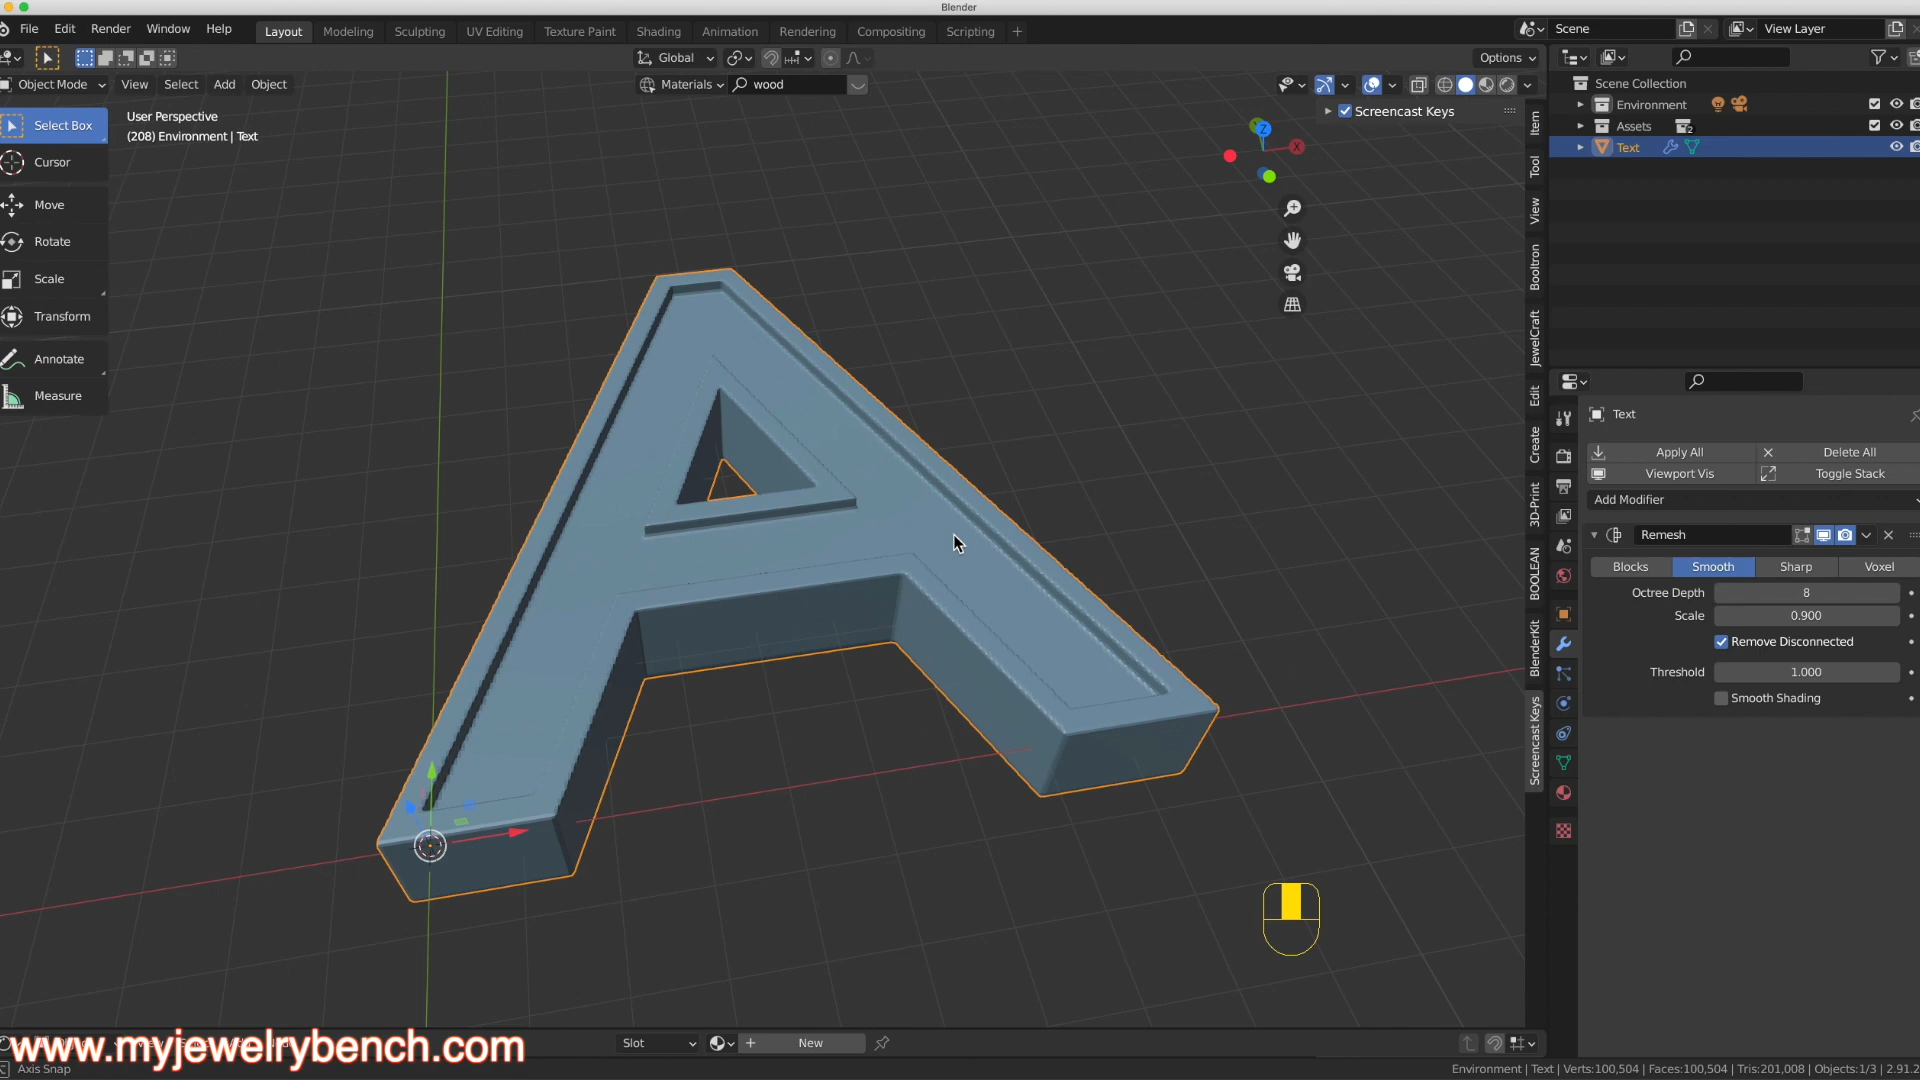 Blender
File Edit Render Window Help
Layout Modeling Sculpting UV Editing Texture Paint Shading Animation Rendering Compositing Scripting +
Scene
View Layer
Global
Options
Object Mode View Select Add Object
Materials wood
Select Box
Cursor
Move
Rotate
Scale
Transform
Annotate
Measure
User Perspective
(208) Environment | Text
Screencast Keys
Z
X
Item
Tool
View
Booltron
JewelCraft
Edit
Create
3D-Print
BOOLEAN
BlenderKit
Screencast Keys
Scene Collection
Environment
Assets 2
Text
Text
Apply All Delete All
Viewport Vis Toggle Stack
Add Modifier
Remesh
Blocks Smooth Sharp Voxel
Octree Depth 8
Scale 0.900
Remove Disconnected
Threshold 1.000
Smooth Shading
www.myjewelrybench.com
Slot
New
Axis Snap
Environment | Text | Verts:100,504 | Faces:100,504 | Tris:201,008 | Objects:1/3 | 2.91.2